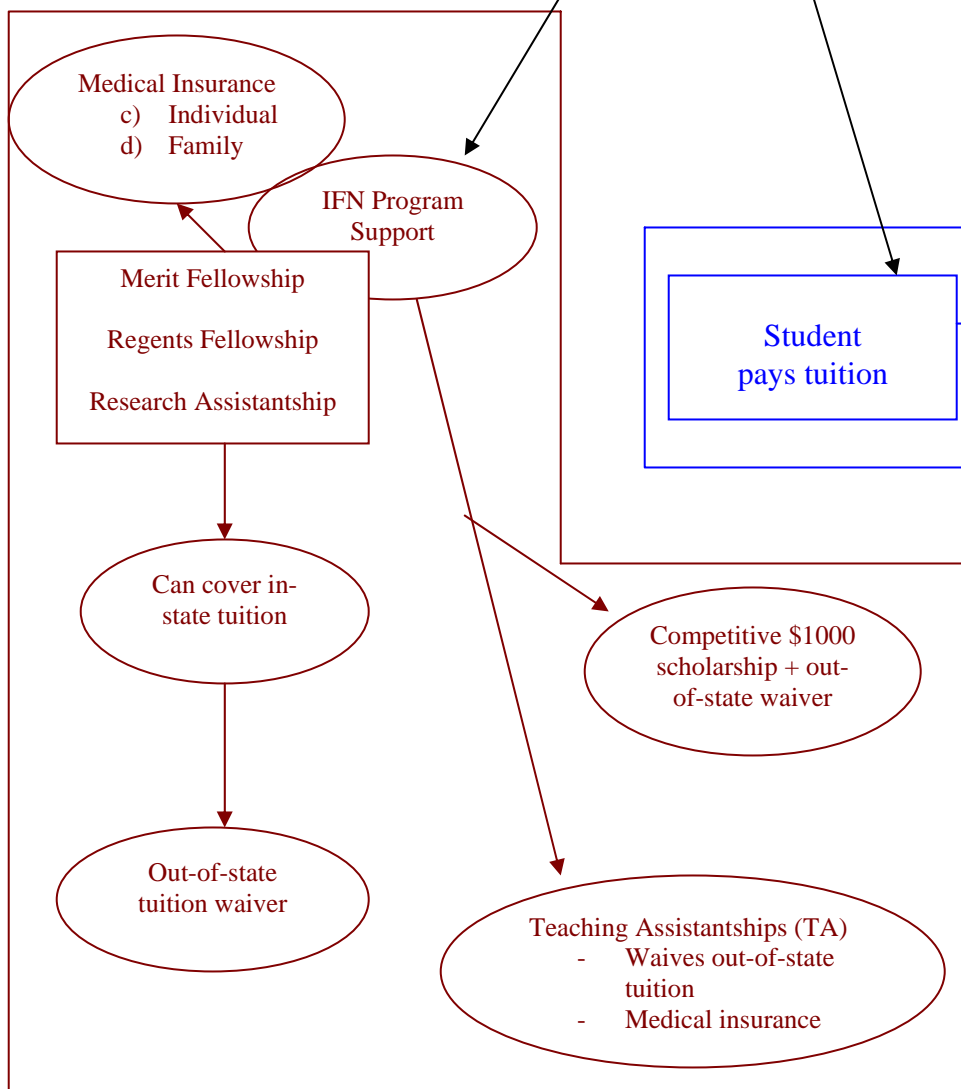 Medical Insurance
c) Individual
d) Family
IFN Program
Support
Merit Fellowship
Regents Fellowship
Research Assistantship
Student
pays tuition
Can cover in-
state tuition
Competitive $1000
scholarship + out-
of-state waiver
Out-of-state
tuition waiver
Teaching Assistantships (TA)
- Waives out-of-state
tuition
- Medical insurance